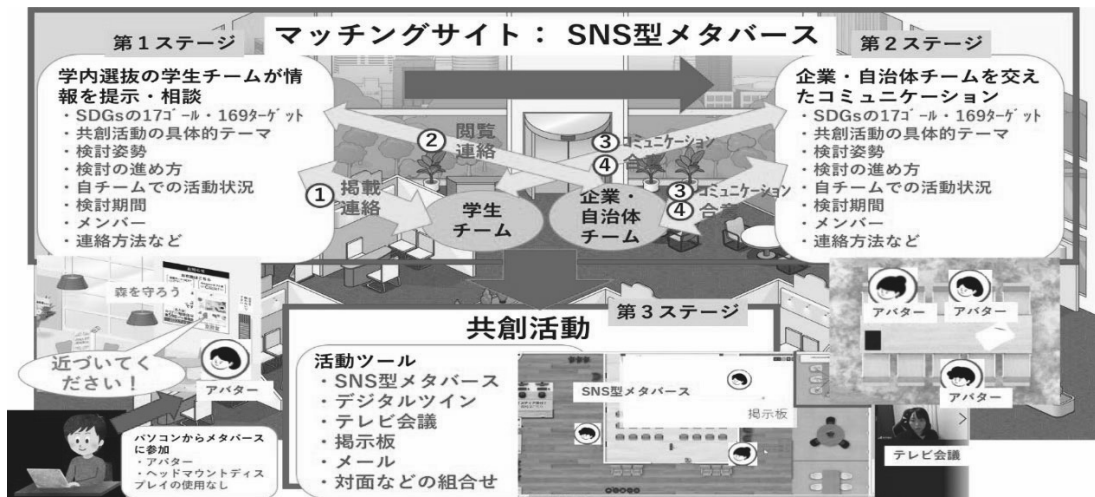 マッチングサイト： SNS型メタバース
第１ステージ
学内選抜の学生チームが情
報を提示・相談
・SDGsの17ｺﾞｰﾙ・169ﾀｰｹﾞｯﾄ
・共創活動の具体的テーマ
・検討姿勢
・検討の進め方
・自チームでの活動状況
・検討期間
・メンバー
・連絡方法など
①
掲載
連絡
②
閲覧
連絡
③
コミュニケーション
④
合意
③
コミュニケーション
④
合意
学生
チーム
企業・
自治体
チーム
第２ステージ
企業・自治体チームを交え
たコミュニケーション
・SDGsの17ｺﾞｰﾙ・169ﾀｰｹﾞｯﾄ
・共創活動の具体的テーマ
・検討姿勢
・検討の進め方
・自チームでの活動状況
・検討期間
・メンバー
・連絡方法など
森を守ろう
近づいてく
ださい！
アバター
パソコンからメタバース
に参加
・アバター
・ヘッドマウントディス
プレイの使用なし
第３ステージ
共創活動
活動ツール
・SNS型メタバース
・デジタルツイン
・テレビ会議
・掲示板
・メール
・対面などの組合せ
SNS型メタバース
掲示板
アバター
アバター
アバター
テレビ会議